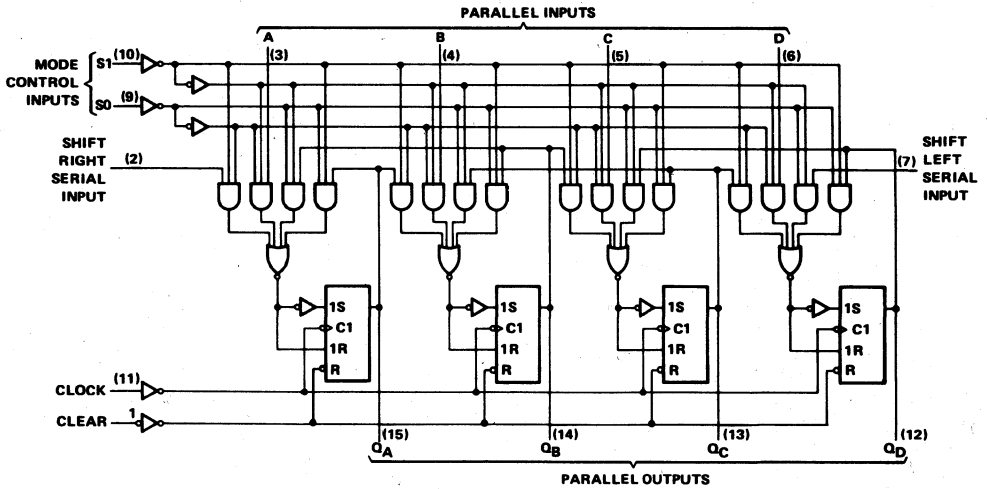 PARALLEL INPUTS
A B C D
(3) (4) (5) (6)
MODE
CONTROL
INPUTS
S1 (10)
S0 (9)
SHIFT
RIGHT
SERIAL
INPUT
(2)
(7)
SHIFT
LEFT
SERIAL
INPUT
1S 1S 1S 1S
C1 C1 C1 C1
1R 1R 1R 1R
R R R R
CLOCK (11)
CLEAR 1
(15) (14) (13) (12)
QA QB QC QD
PARALLEL OUTPUTS